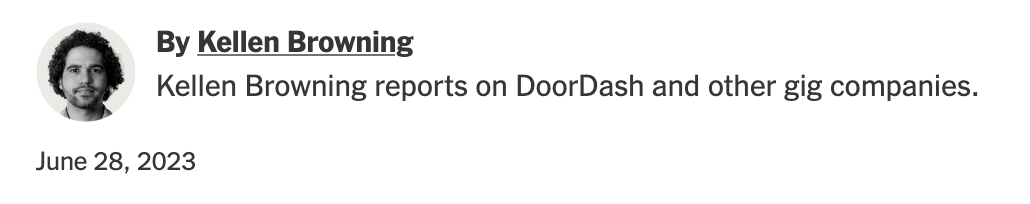 By Kellen Browning
Kellen Browning reports on DoorDash and other gig companies.
June 28, 2023